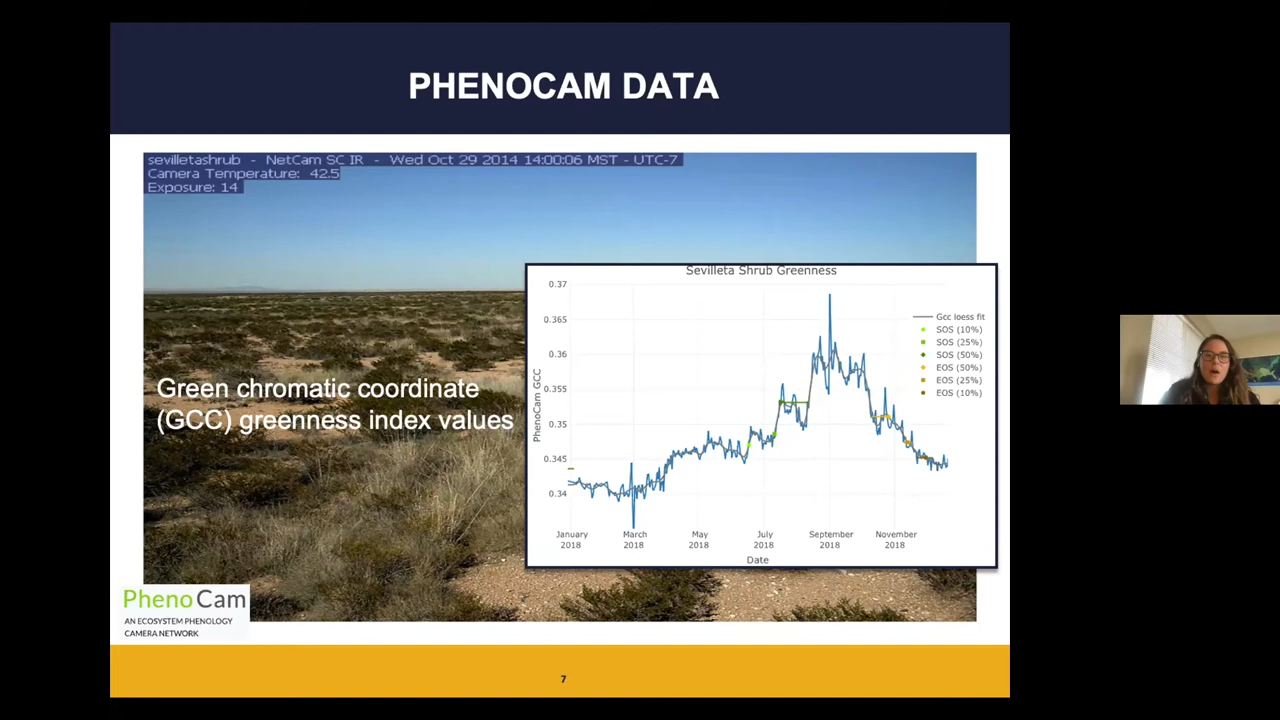 PHENOCAM DATA
sevilletashrub - NetCam SC IR - Wed Oct 29 2014 14:00:06 MST - UTC-7
Camera Temperature: 42.5
Exposure: 14
Green chromatic coordinate
(GCC) greenness index values
Sevilleta Shrub Greenness
0.37
0.365
0.36
0.355
0.35
0.345
0.34
PhenoCam GCC
January
2018
March
2018
May
2018
July
2018
September
2018
November
2018
Date
Gcc loess fit
SOS (10%)
SOS (25%)
SOS (50%)
EOS (50%)
EOS (25%)
EOS (10%)
PhenoCam
AN ECOSYSTEM PHENOLOGY
CAMERA NETWORK
7